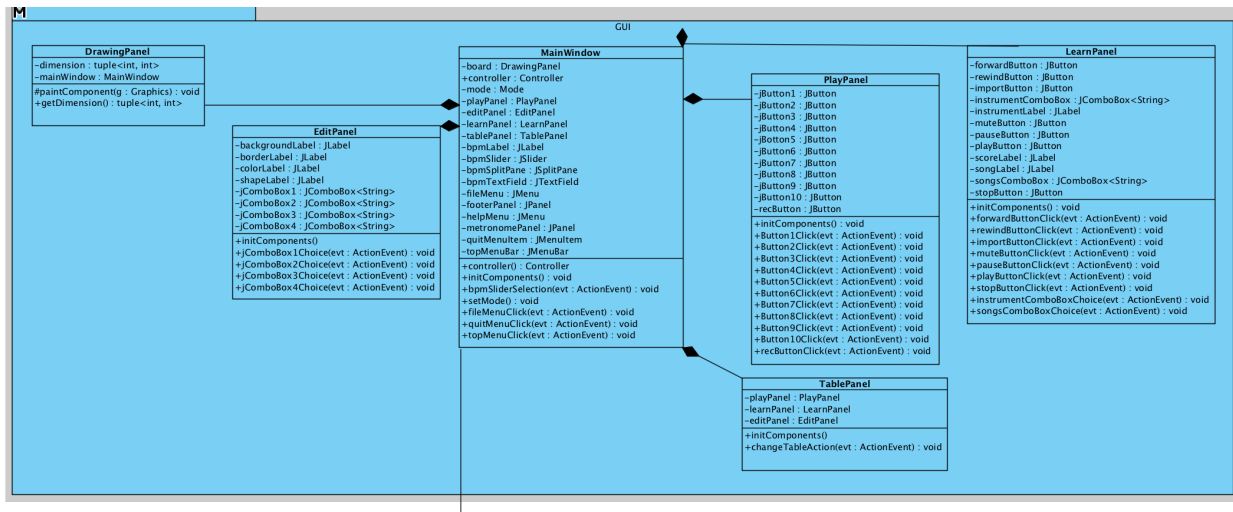 M
GUI
DrawingPanel
-dimension : tuple<int, int>
-mainWindow : MainWindow
#paintComponent(g : Graphics) : void
+getDimension() : tuple<int, int>
EditPanel
-backgroundLabel : JLabel
-borderLabel : JLabel
-colorLabel : JLabel
-shapeLabel : JLabel
-jComboBox1 : JComboBox<String>
-jComboBox2 : JComboBox<String>
-jComboBox3 : JComboBox<String>
-jComboBox4 : JComboBox<String>
+initComponents()
+jComboBox1Choice(evt : ActionEvent) : void
+jComboBox2Choice(evt : ActionEvent) : void
+jComboBox3Choice(evt : ActionEvent) : void
+jComboBox4Choice(evt : ActionEvent) : void
MainWindow
-board : DrawingPanel
+controller : Controller
-mode : Mode
-playPanel : PlayPanel
-editPanel : EditPanel
-learnPanel : LearnPanel
-tablePanel : TablePanel
-bpmLabel : JLabel
-bpmSlider : JSlider
-bpmSplitPane : JSplitPane
-bpmTextField : JTextField
-fileMenu : JMenu
-footerPanel : JPanel
-helpMenu : JMenu
-metronomePanel : JPanel
-quitMenuItem : JMenuItem
-topMenuBar : JMenuBar
+controller() : Controller
+initComponents() : void
+bpmSliderSelection(evt : ActionEvent) : void
+setMode() : void
+fileMenuClick(evt : ActionEvent) : void
+quitMenuClick(evt : ActionEvent) : void
+topMenuClick(evt : ActionEvent) : void
PlayPanel
-jButton1 : JButton
-jButton2 : JButton
-jButton3 : JButton
-jButton4 : JButton
-jBotton5 : JButton
-jButton6 : JButton
-jButton7 : JButton
-jButton8 : JButton
-jButton9 : JButton
-jButton10 : JButton
-recButton : JButton
+initComponents() : void
+Button1Click(evt : ActionEvent) : void
+Button2Click(evt : ActionEvent) : void
+Button3Click(evt : ActionEvent) : void
+Button4Click(evt : ActionEvent) : void
+Button5Click(evt : ActionEvent) : void
+Button6Click(evt : ActionEvent) : void
+Button7Click(evt : ActionEvent) : void
+Button8Click(evt : ActionEvent) : void
+Button9Click(evt : ActionEvent) : void
+Button10Click(evt : ActionEvent) : void
+recButtonClick(evt : ActionEvent) : void
LearnPanel
-forwardButton : JButton
-rewindButton : JButton
-importButton : JButton
-instrumentComboBox : JComboBox<String>
-instrumentLabel : JLabel
-muteButton : JButton
-pauseButton : JButton
-playButton : JButton
-scoreLabel : JLabel
-songLabel : JLabel
-songsComboBox : JComboBox<String>
-stopButton : JButton
+initComponents() : void
+forwardButtonClick(evt : ActionEvent) : void
+rewindButtonClick(evt : ActionEvent) : void
+importButtonClick(evt : ActionEvent) : void
+muteButtonClick(evt : ActionEvent) : void
+pauseButtonClick(evt : ActionEvent) : void
+playButtonClick(evt : ActionEvent) : void
+stopButtonClick(evt : ActionEvent) : void
+instrumentComboBoxChoice(evt : ActionEvent) : void
+songsComboBoxChoice(evt : ActionEvent) : void
TablePanel
-playPanel : PlayPanel
-learnPanel : LearnPanel
-editPanel : EditPanel
+initComponents()
+changeTableAction(evt : ActionEvent) : void